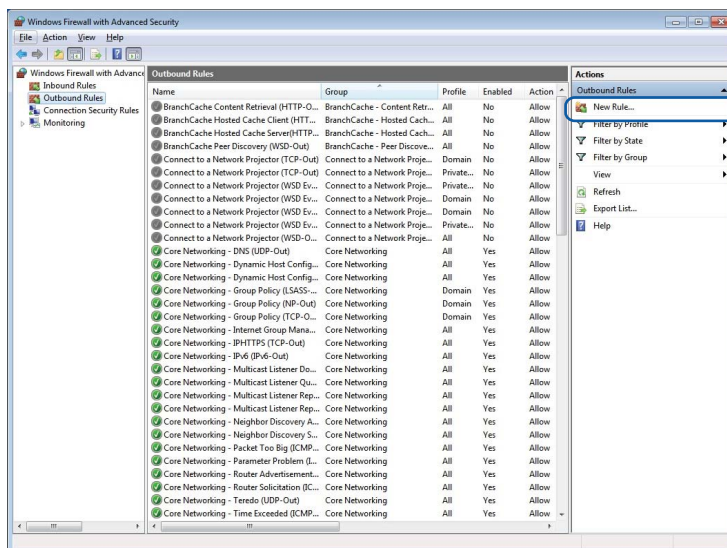 Windows Firewall with Advanced Security
File Action View Help
Windows Firewall with Advance
Inbound Rules
Outbound Rules
Connection Security Rules
Monitoring
Outbound Rules
Name Group Profile Enabled Action
BranchCache Content Retrieval (HTTP-O... BranchCache - Content Retr... All No Allow
BranchCache Hosted Cache Client (HTT... BranchCache - Hosted Cach... All No Allow
BranchCache Hosted Cache Server(HTTP... BranchCache - Hosted Cach... All No Allow
BranchCache Peer Discovery (WSD-Out) BranchCache - Peer Discove... All No Allow
Connect to a Network Projector (TCP-Out) Connect to a Network Proje... Domain No Allow
Connect to a Network Projector (TCP-Out) Connect to a Network Proje... Private... No Allow
Connect to a Network Projector (WSD Ev... Connect to a Network Proje... Private... No Allow
Connect to a Network Projector (WSD Ev... Connect to a Network Proje... Domain No Allow
Connect to a Network Projector (WSD Ev... Connect to a Network Proje... Domain No Allow
Connect to a Network Projector (WSD Ev... Connect to a Network Proje... Private... No Allow
Connect to a Network Projector (WSD-O... Connect to a Network Proje... All No Allow
Core Networking - DNS (UDP-Out) Core Networking All Yes Allow
Core Networking - Dynamic Host Config... Core Networking All Yes Allow
Core Networking - Dynamic Host Config... Core Networking All Yes Allow
Core Networking - Group Policy (LSASS-... Core Networking Domain Yes Allow
Core Networking - Group Policy (NP-Out) Core Networking Domain Yes Allow
Core Networking - Group Policy (TCP-O... Core Networking Domain Yes Allow
Core Networking - Internet Group Mana... Core Networking All Yes Allow
Core Networking - IPHTTPS (TCP-Out) Core Networking All Yes Allow
Core Networking - IPv6 (IPv6-Out) Core Networking All Yes Allow
Core Networking - Multicast Listener Do... Core Networking All Yes Allow
Core Networking - Multicast Listener Qu... Core Networking All Yes Allow
Core Networking - Multicast Listener Rep... Core Networking All Yes Allow
Core Networking - Multicast Listener Rep... Core Networking All Yes Allow
Core Networking - Neighbor Discovery A... Core Networking All Yes Allow
Core Networking - Neighbor Discovery S... Core Networking All Yes Allow
Core Networking - Packet Too Big (ICMP... Core Networking All Yes Allow
Core Networking - Parameter Problem (I... Core Networking All Yes Allow
Core Networking - Router Advertisement... Core Networking All Yes Allow
Core Networking - Router Solicitation (IC... Core Networking All Yes Allow
Core Networking - Teredo (UDP-Out) Core Networking All Yes Allow
Core Networking - Time Exceeded (ICMP... Core Networking All Yes Allow
Actions
Outbound Rules
New Rule...
Filter by Profile
Filter by State
Filter by Group
View
Refresh
Export List...
Help